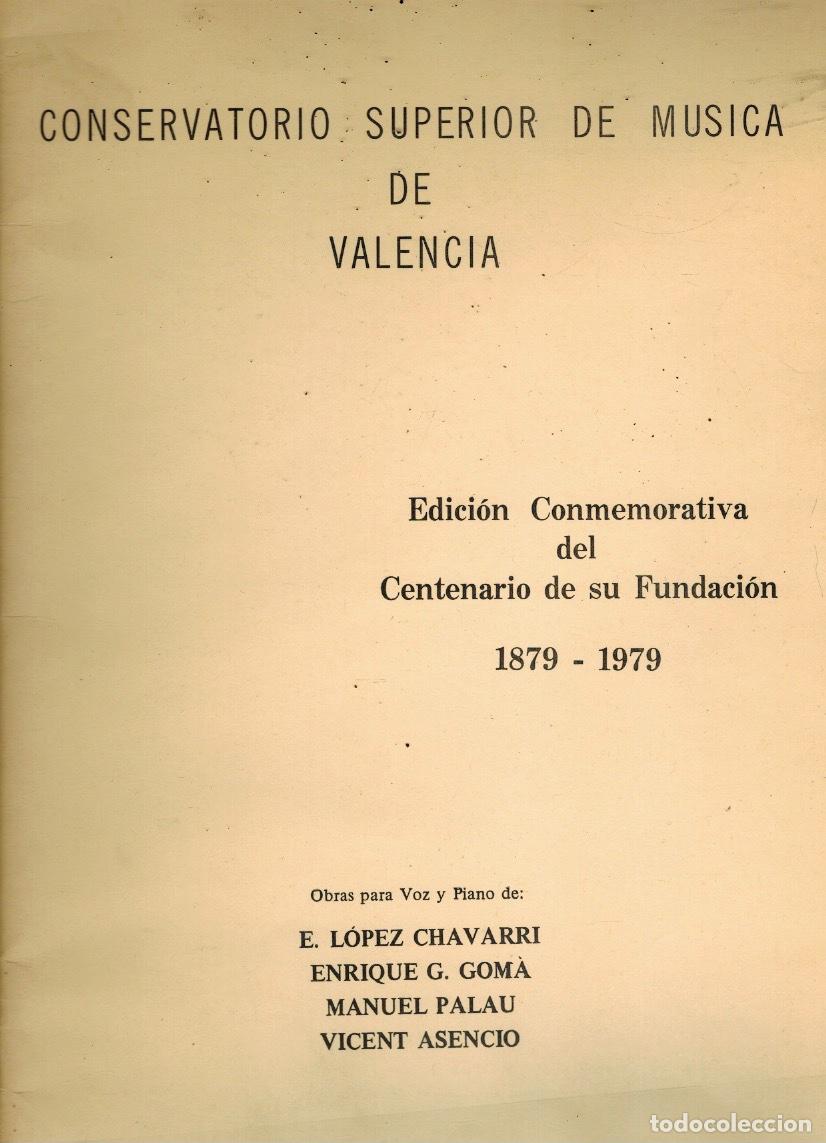 CONSERVATORIO SUPERIOR DE MUSICA
DE
VALENCIA
Edición Conmemorativa
del
Centenario de su Fundación
1879 - 1979
Obras para Voz y Piano de:
E. LÓPEZ CHAVARRI
ENRIQUE G. GOMÀ
MANUEL PALAU
VICENT ASENCIO
todocoleccion